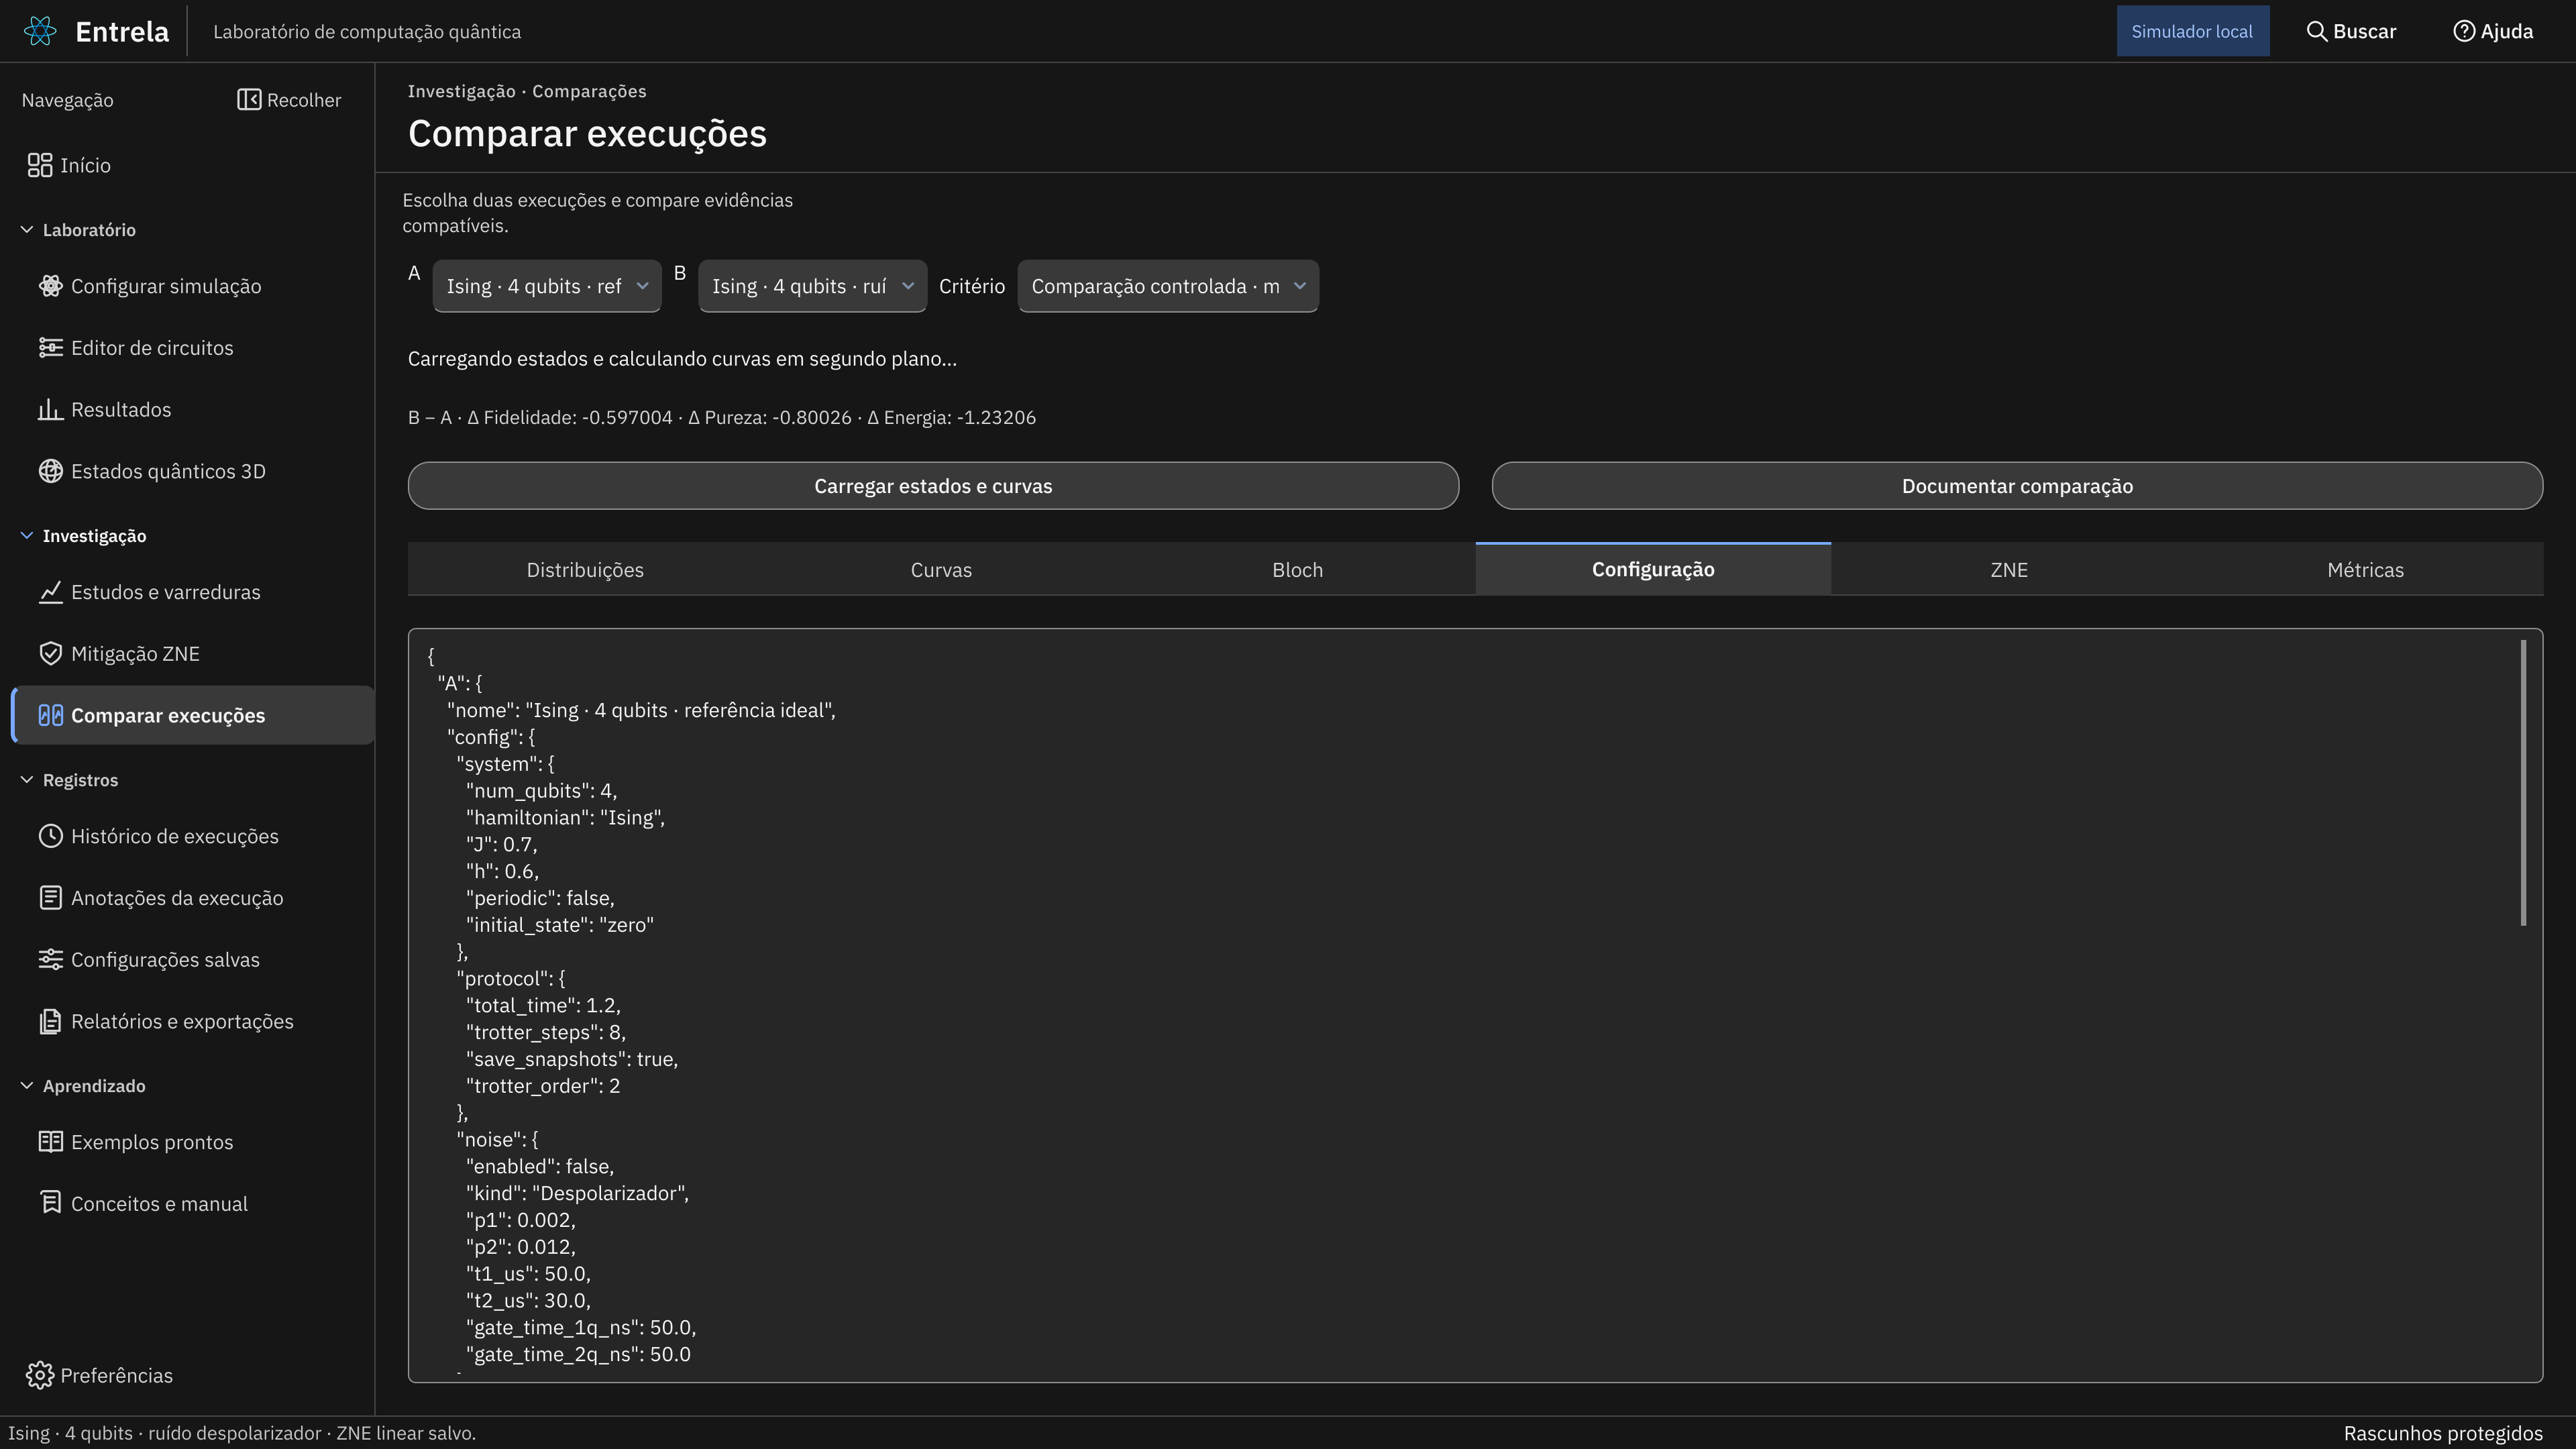 Entrela
Laboratório de computação quântica
Simulador local
Buscar
Ajuda
Navegação
Recolher
Início
Laboratório
Configurar simulação
Editor de circuitos
Resultados
Estados quânticos 3D
Investigação
Estudos e varreduras
Mitigação ZNE
Comparar execuções
Registros
Histórico de execuções
Anotações da execução
Configurações salvas
Relatórios e exportações
Aprendizado
Exemplos prontos
Conceitos e manual
Preferências
Investigação · Comparações
Comparar execuções
Escolha duas execuções e compare evidências
compatíveis.
A
Ising · 4 qubits · ref
B
Ising · 4 qubits · ruí
Critério
Comparação controlada · m
Carregando estados e calculando curvas em segundo plano...
B – A · Δ Fidelidade: -0.597004 · Δ Pureza: -0.80026 · Δ Energia: -1.23206
Carregar estados e curvas
Documentar comparação
Distribuições
Curvas
Bloch
Configuração
ZNE
Métricas
{
"A": {
"nome": "Ising · 4 qubits · referência ideal",
"config": {
"system": {
"num_qubits": 4,
"hamiltonian": "Ising",
"J": 0.7,
"h": 0.6,
"periodic": false,
"initial_state": "zero"
},
"protocol": {
"total_time": 1.2,
"trotter_steps": 8,
"save_snapshots": true,
"trotter_order": 2
},
"noise": {
"enabled": false,
"kind": "Despolarizador",
"p1": 0.002,
"p2": 0.012,
"t1_us": 50.0,
"t2_us": 30.0,
"gate_time_1q_ns": 50.0,
"gate_time_2q_ns": 50.0
Ising · 4 qubits · ruído despolarizador · ZNE linear salvo.
Rascunhos protegidos